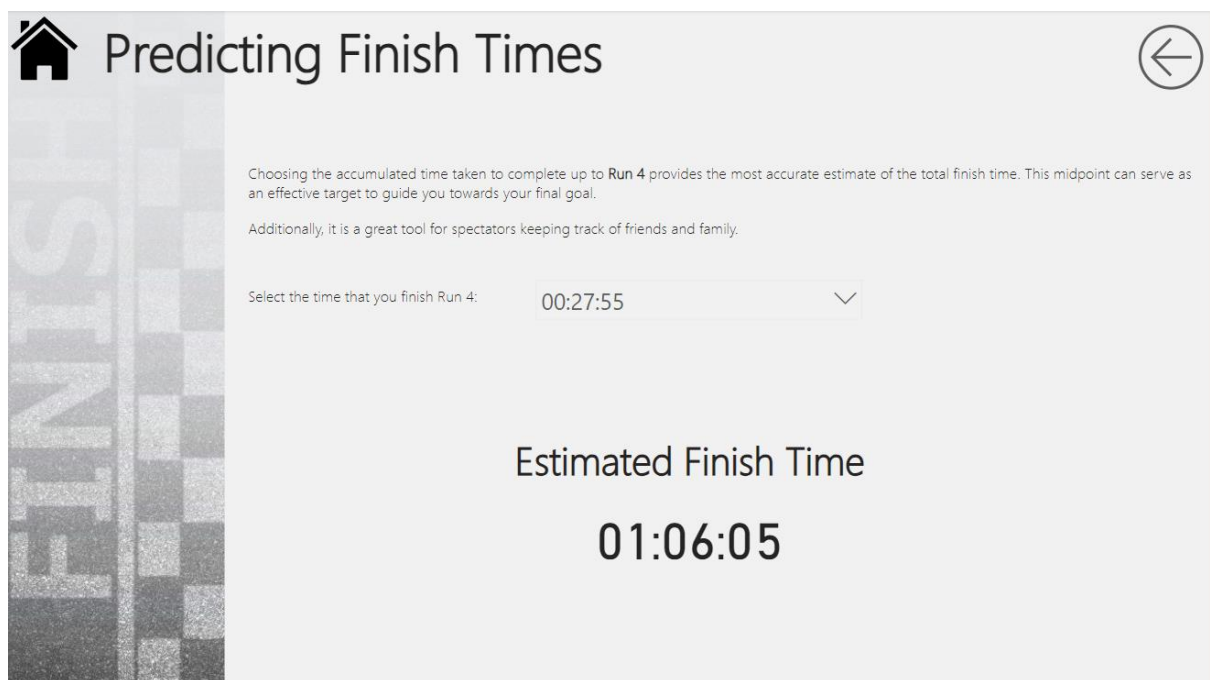 Predicting Finish Times
Choosing the accumulated time taken to complete up to Run 4 provides the most accurate estimate of the total finish time. This midpoint can serve as
an effective target to guide you towards your final goal.
Additionally, it is a great tool for spectators keeping track of friends and family.
Select the time that you finish Run 4:
00:27:55
Estimated Finish Time
01:06:05
FINISH